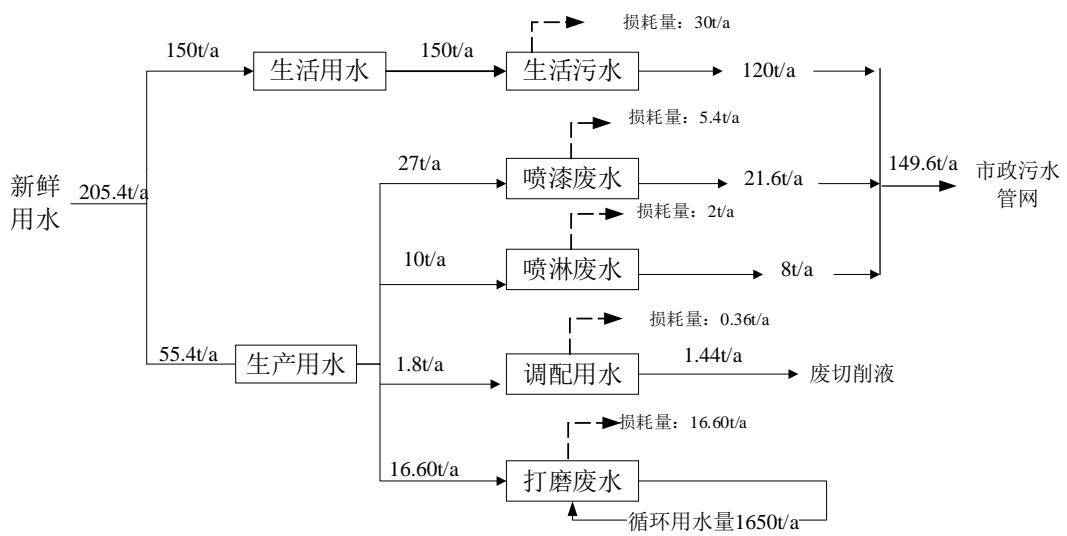 损耗量：30t/a
150t/a
生活用水
150t/a
生活污水
120t/a
损耗量：5.4t/a
新鲜
用水
205.4t/a
27t/a
喷漆废水
21.6t/a
149.6t/a
市政污水
管网
损耗量：2t/a
10t/a
喷淋废水
8t/a
损耗量：0.36t/a
55.4t/a
生产用水
1.8t/a
调配用水
1.44t/a
废切削液
损耗量：16.60t/a
16.60t/a
打磨废水
循环用水量1650t/a